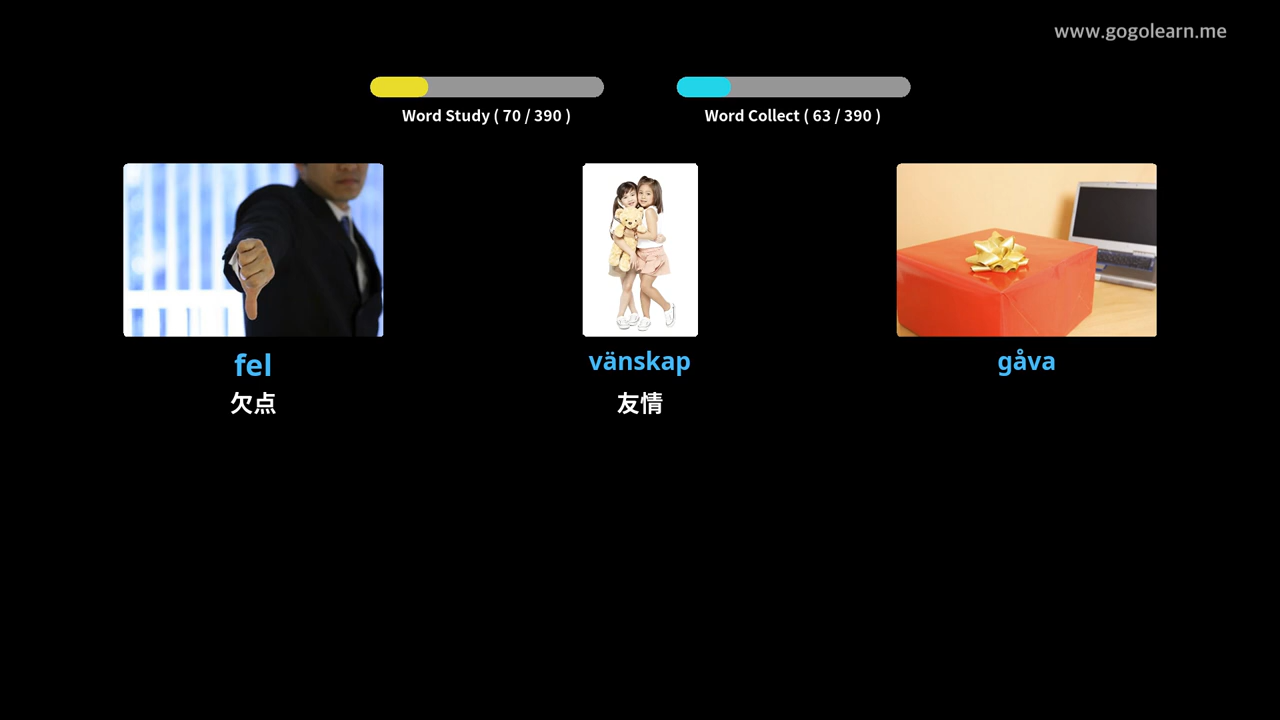 www.gogolearn.me
Word Study ( 70 / 390 )
Word Collect ( 63 / 390 )
fel
欠点
vänskap
友情
gåva